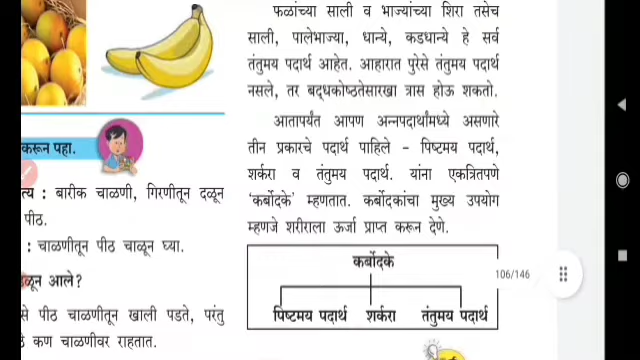 फळांच्या साली व भाज्यांच्या शिरा तसेच
साली, पालेभाज्या, धान्ये, कडधान्ये हे सर्व
तंतुमय पदार्थ आहेत. आहारात पुरेसे तंतुमय पदार्थ
नसले, तर बद्धकोष्ठतेसारखा त्रास होऊ शकतो.
आतापर्यंत आपण अन्नपदार्थांमध्ये असणारे
तीन प्रकारचे पदार्थ पाहिले - पिष्टमय पदार्थ,
शर्करा व तंतुमय पदार्थ. यांना एकत्रितपणे
‘कर्बोदके’ म्हणतात. कर्बोदकांचा मुख्य उपयोग
म्हणजे शरीराला ऊर्जा प्राप्त करून देणे.
कर्बोदके
पिष्टमय पदार्थ शर्करा तंतुमय पदार्थ
करून पहा.
त्य : बारीक चाळणी, गिरणीतून दळून
पीठ.
: चाळणीतून पीठ चाळून घ्या.
ळून आले?
से पीठ चाळणीतून खाली पडते, परंतु
कण चाळणीवर राहतात.
106/146